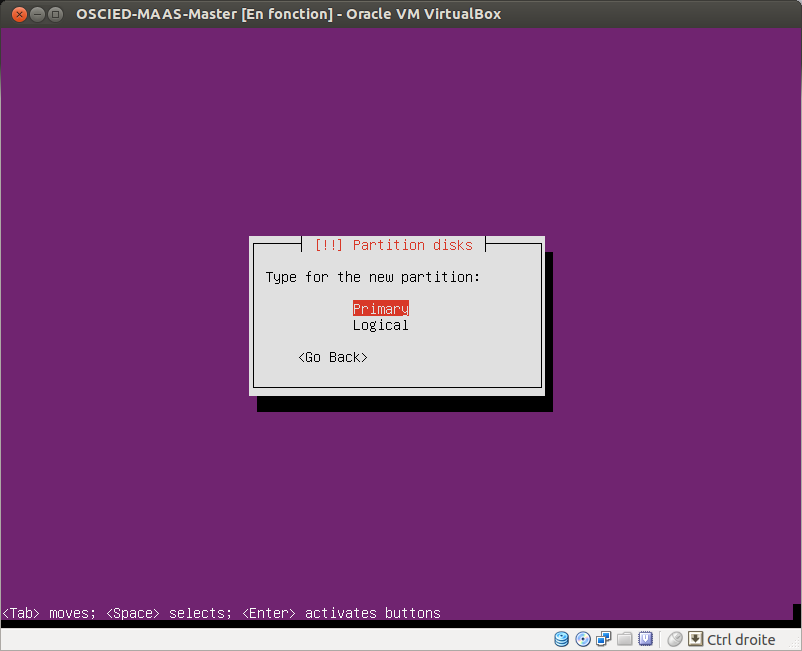 OSCIED-MAAS-Master [En fonction] - Oracle VM VirtualBox
[!!] Partition disks
Type for the new partition:
Primary
Logical
<Go Back>
<Tab> moves; <Space> selects; <Enter> activates buttons
Ctrl droite